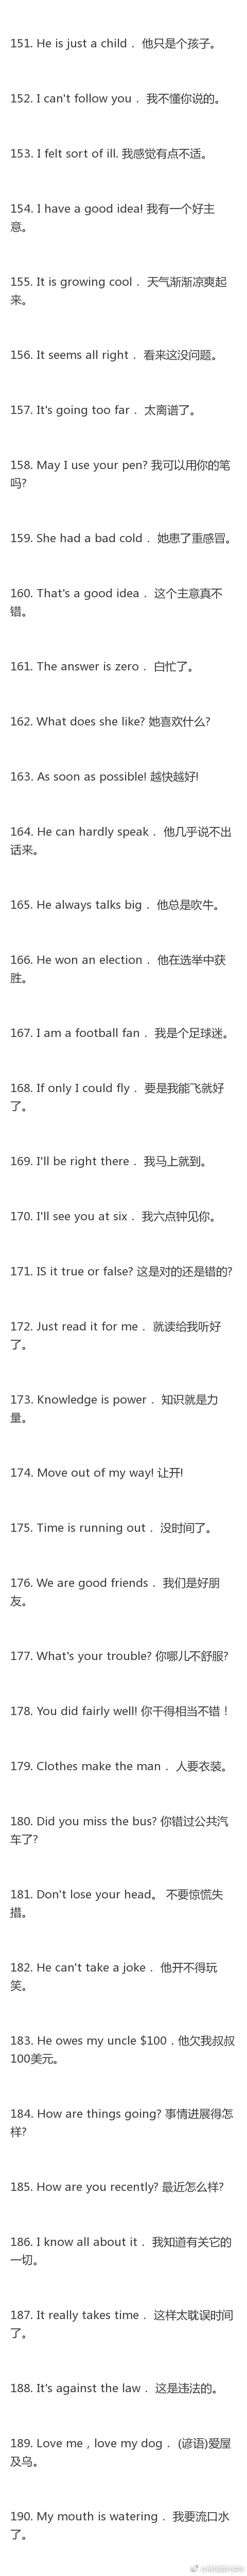 151. He is just a child． 他只是个孩子。
152. I can't follow you． 我不懂你说的。
153. I felt sort of ill. 我感觉有点不适。
154. I have a good idea! 我有一个好主
意。
155. It is growing cool． 天气渐渐凉爽起
来。
156. It seems all right． 看来这没问题。
157. It's going too far． 太离谱了。
158. May I use your pen? 我可以用你的笔
吗?
159. She had a bad cold． 她患了重感冒。
160. That's a good idea． 这个主意真不
错。
161. The answer is zero． 白忙了。
162. What does she like? 她喜欢什么?
163. As soon as possible! 越快越好!
164. He can hardly speak． 他几乎说不出
话来。
165. He always talks big． 他总是吹牛。
166. He won an election． 他在选举中获
胜。
167. I am a football fan． 我是个足球迷。
168. If only I could fly． 要是我能飞就好
了。
169. I'll be right there． 我马上就到。
170. I'll see you at six． 我六点钟见你。
171. IS it true or false? 这是对的还是错的?
172. Just read it for me． 就读给我听好
了。
173. Knowledge is power． 知识就是力
量。
174. Move out of my way! 让开!
175. Time is running out． 没时间了。
176. We are good friends． 我们是好朋
友。
177. What's your trouble? 你哪儿不舒服?
178. You did fairly well! 你干得相当不错！
179. Clothes make the man． 人要衣装。
180. Did you miss the bus? 你错过公共汽
车了?
181. Don't lose your head。 不要惊慌失
措。
182. He can't take a joke． 他开不得玩
笑。
183. He owes my uncle $100．他欠我叔叔
100美元。
184. How are things going? 事情进展得怎
样?
185. How are you recently? 最近怎么样?
186. I know all about it． 我知道有关它的
一切。
187. It really takes time． 这样太耽误时间
了。
188. It's against the law． 这是违法的。
189. Love me，love my dog． (谚语)爱屋
及乌。
190. My mouth is watering． 我要流口水
了。